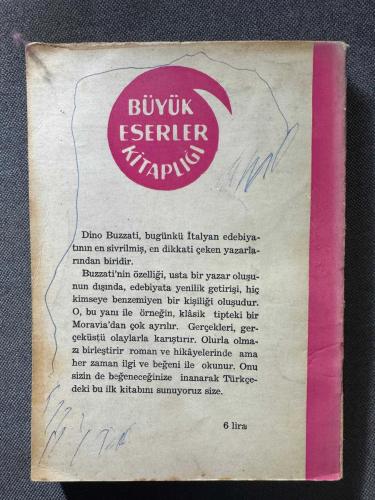 BÜYÜK
ESERLER
KİTAPLIĞI
Dino Buzzati, bugünkü İtalyan edebiya-
tının en sivrilmiş, en dikkati çeken yazarla-
rından biridir.
Buzzati'nin özelliği, usta bir yazar oluşu-
nun dışında, edebiyata yenilik getirişi, hiç
kimseye benzemiyen bir kişiliği oluşudur.
O, bu yanı ile örneğin, klâsik tipteki bir
Moravia'dan çok ayrılır. Gerçekleri, ger-
çeküstü olaylarla karıştırır. Olurla olma-
zı birleştirir roman ve hikâyelerinde ama
her zaman ilgi ve beğeni ile okunur. Onu
sizin de beğeneceğinize inanarak Türkçe-
deki bu ilk kitabını sunuyoruz size.
6 lira